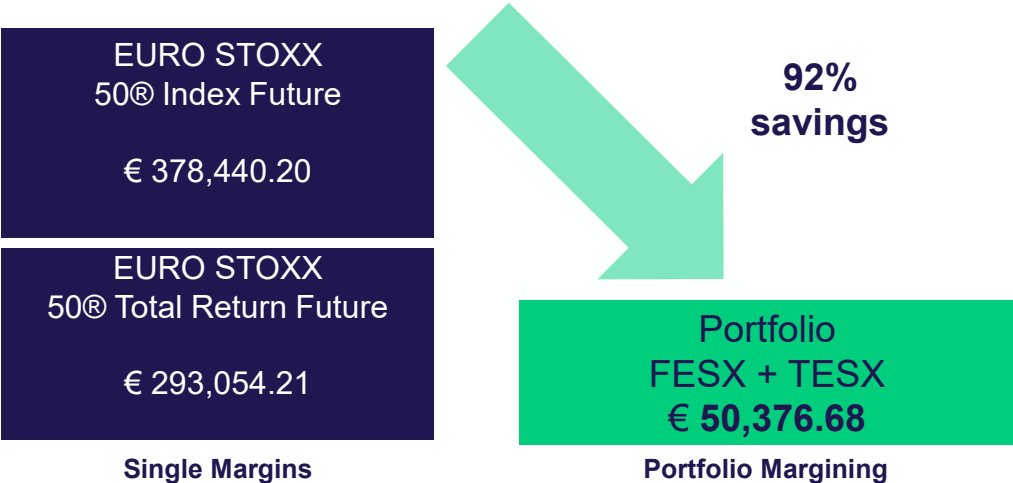 EURO STOXX
50® Index Future
€ 378,440.20
EURO STOXX
50® Total Return Future
€ 293,054.21
Single Margins
92%
savings
Portfolio
FESX + TESX
€ 50,376.68
Portfolio Margining